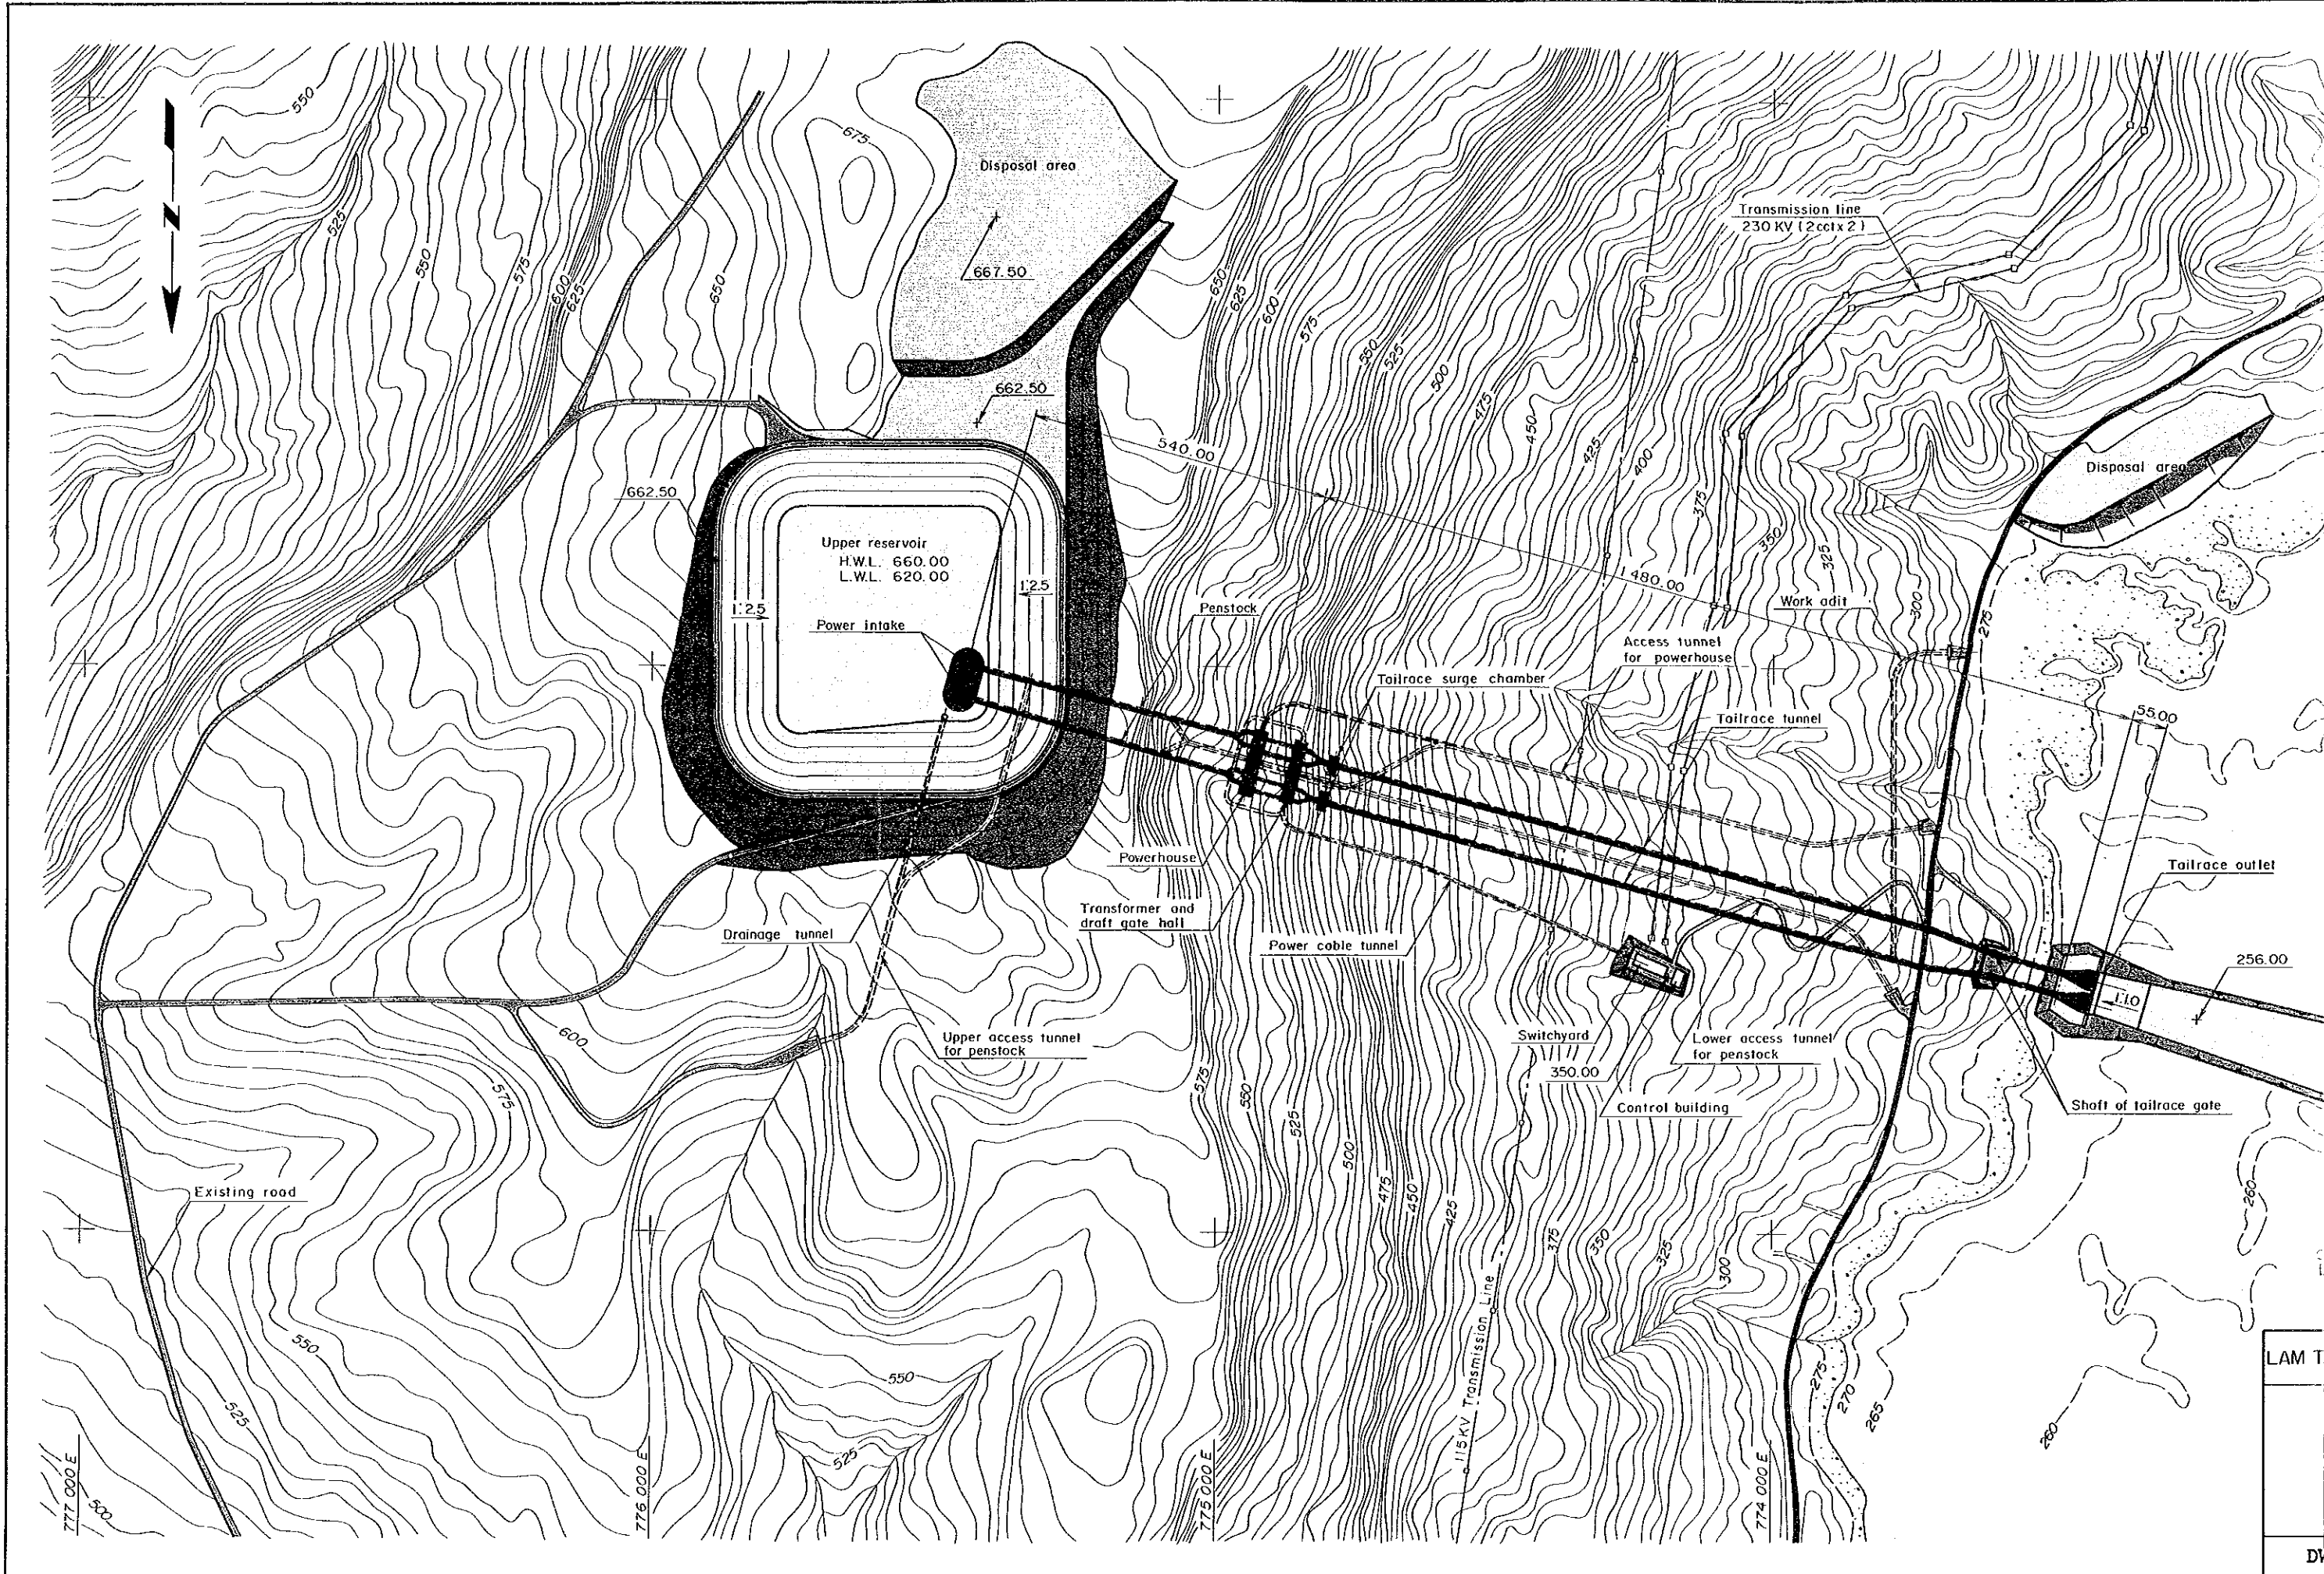 550
525
550
575
600
625
650
675
Disposal area
667.50
662.50
N
650
625
600
575
550
525
500
475
450
425
400
375
350
325
300
275
Transmission line
230 KV (2cctx2)
Disposal area
540.00
1480.00
55.00
662.50
Upper reservoir
H.W.L. 660.00
L.W.L. 620.00
1:2.5
1:2.5
Power intake
Penstock
Work adit
Access tunnel
for powerhouse
Tailrace surge chamber
Tailrace tunnel
Powerhouse
Tailrace outlet
Transformer and
draft gate hall
Drainage tunnel
Power cable tunnel
256.00
1:10
Upper access tunnel
for penstock
Switchyard
350.00
Lower access tunnel
for penstock
Control building
Shaft of tailrace gate
600
575
575
550
525
500
475
450
425
375
350
325
300
Existing road
550
525
500
550
525
115KV Transmission Line
275
270
265
260
260
777 000 E
776 000 E
775 000 E
774 000 E
LAM T